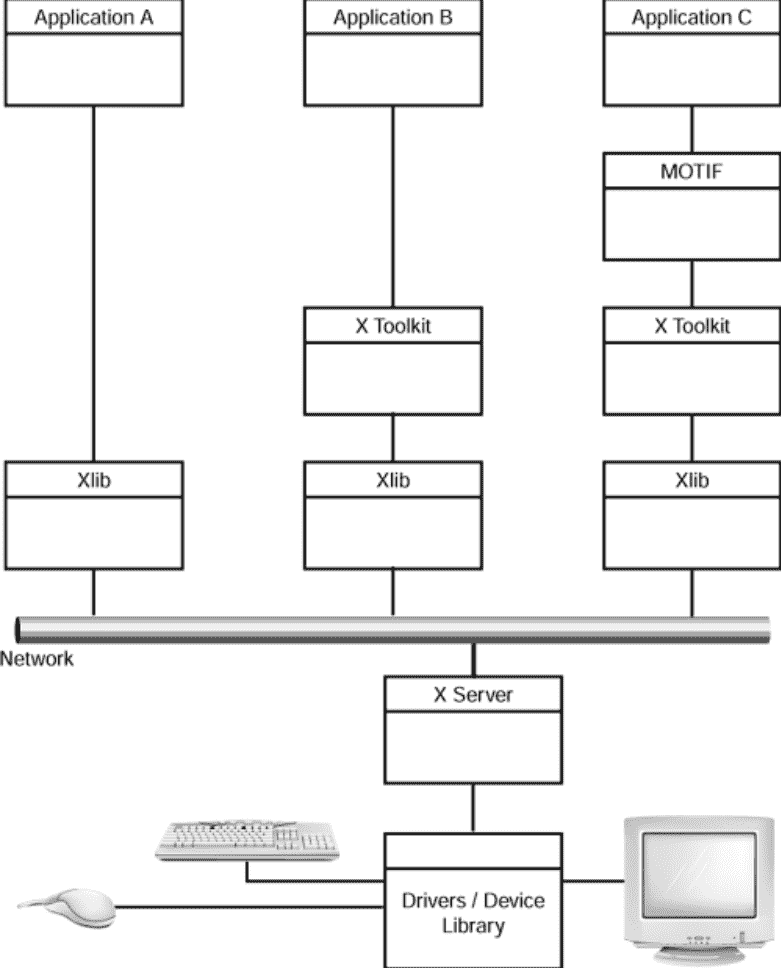 Application A
Application B
Application C
MOTIF
X Toolkit
X Toolkit
Xlib
Xlib
Xlib
Network
X Server
Drivers / Device
Library